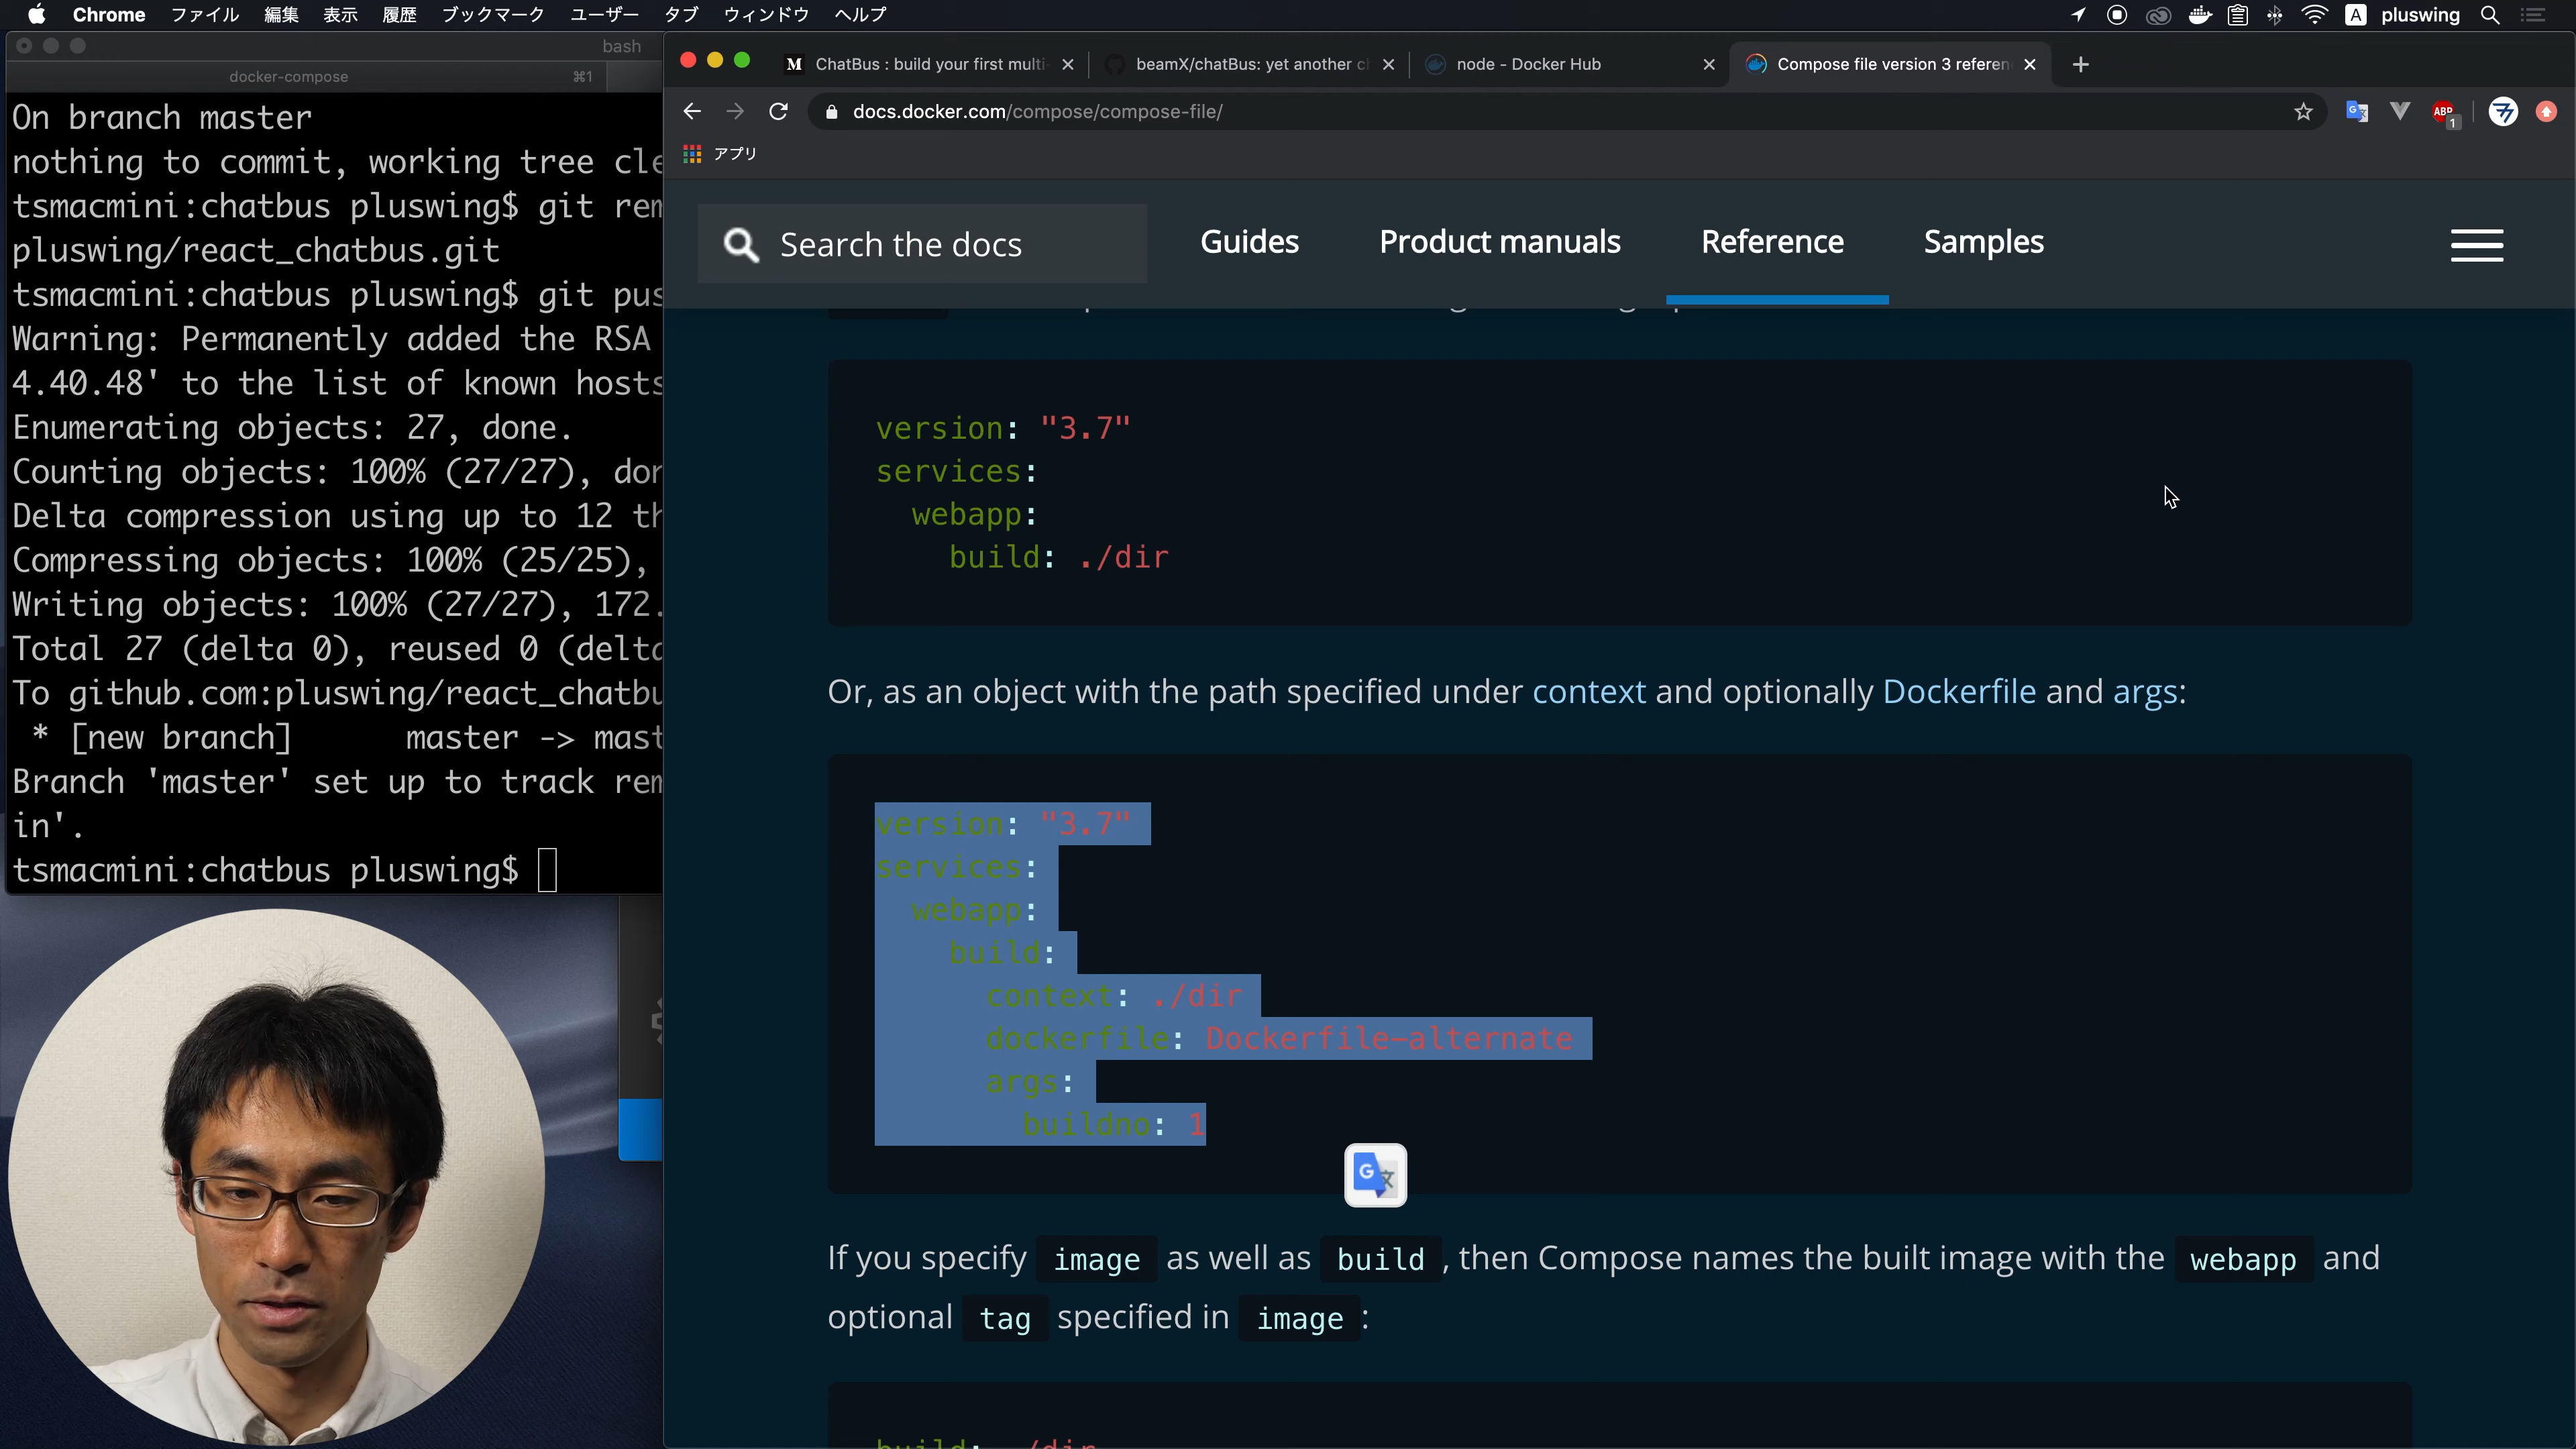 Chrome ファイル 編集 表示 履歴 ブックマーク ユーザー タブ ウィンドウ ヘルプ
A pluswing
bash
docker-compose ⌘1
On branch master
nothing to commit, working tree cle
tsmacmini:chatbus pluswing$ git rem
pluswing/react_chatbus.git
tsmacmini:chatbus pluswing$ git pus
Warning: Permanently added the RSA
4.40.48' to the list of known hosts
Enumerating objects: 27, done.
Counting objects: 100% (27/27), don
Delta compression using up to 12 th
Compressing objects: 100% (25/25),
Writing objects: 100% (27/27), 172.
Total 27 (delta 0), reused 0 (delta
To github.com:pluswing/react_chatbu
* [new branch] master -> mast
Branch 'master' set up to track rem
in'.
tsmacmini:chatbus pluswing$
M ChatBus : build your first multi-
beamX/chatBus: yet another c
node - Docker Hub
Compose file version 3 referen
docs.docker.com/compose/compose-file/
ABP 1
アプリ
Search the docs
Guides Product manuals Reference Samples
version: "3.7"
services:
webapp:
build: ./dir
Or, as an object with the path specified under context and optionally Dockerfile and args:
version: "3.7"
services:
webapp:
build:
context: ./dir
dockerfile: Dockerfile-alternate
args:
buildno: 1
If you specify image as well as build, then Compose names the built image with the webapp and
optional tag specified in image:
build: ./dir